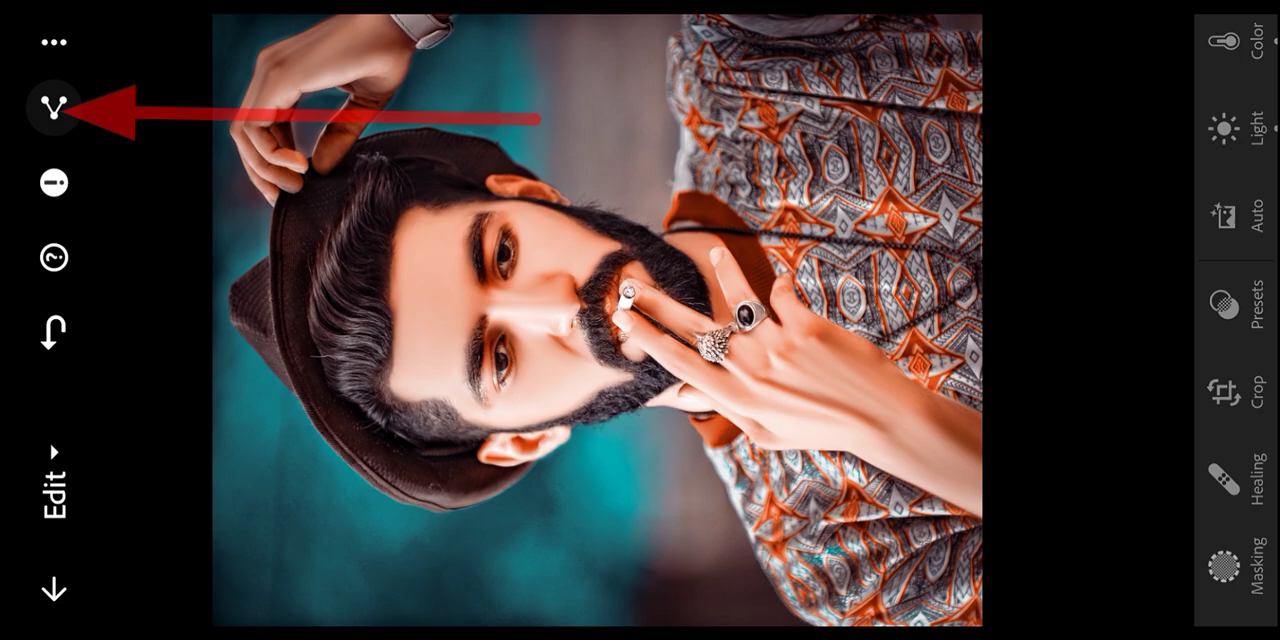 Edit
Masking
Healing
Crop
Presets
Auto
Light
Color